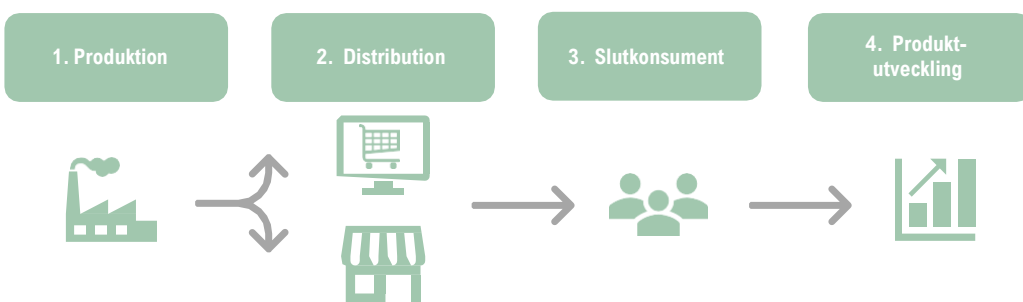 1. Produktion
2. Distribution
3. Slutkonsument
4. Produkt-
utveckling